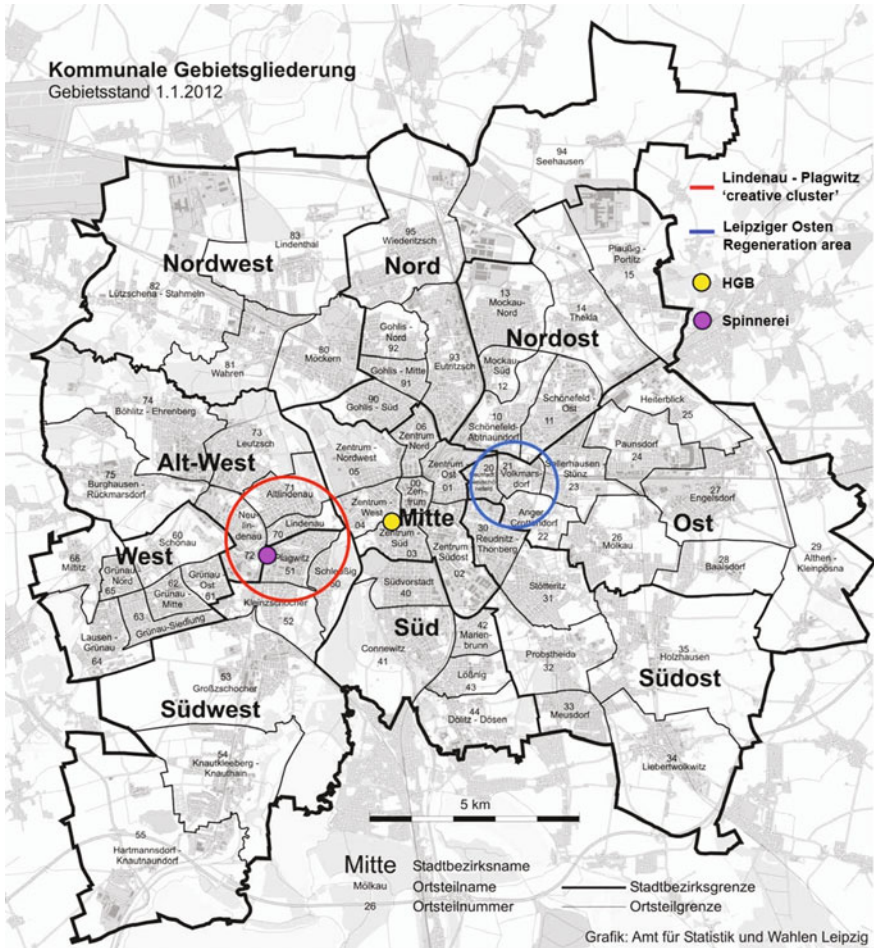 Kommunale Gebietsgliederung
Gebietsstand 1.1.2012
94
Seehausen
Lindenau - Plagwitz
'creative cluster'
Leipziger Osten
Regeneration area
HGB
Spinnerei
83
Lindenthal
Nordwest
82
Lützschena - Stahmeln
81
Wahren
80
Möckern
95
Wiederitzsch
Nord
Gohlis -
Nord
92
Gohlis - Mitte
91
93
Eutritzsch
90
Gohlis - Süd
13
Mockau-
Nord
14
Thekla
Plaußig -
Portitz
15
Nordost
Mockau-
Süd
12
Schönefeld-
Ost
11
10
Schönefeld-
Abtnaundorf
Heiterblick
25
74
Böhlitz - Ehrenberg
73
Leutzsch
Alt-West
75
Burghausen -
Rückmarsdorf
71
Altlindenau
Neu-
lindenau
Lindenau
70
72
06
Zentrum
Nord
Zentrum-
Nordwest
05
Zentrum
Ost
01
00
Zen-
trum
Zentrum-
West
04
Mitte
Zentrum-
Süd
03
Zentrum
Südost
02
20
21
Volkmars-
dorf
Sellerhausen -
Stünz
23
Anger -
Crottendorf
22
Paunsdorf
24
27
Engelsdorf
Ost
26
Mölkau
28
Baalsdorf
29
Althen -
Kleinpösna
30
Reudnitz -
Thonberg
Stötteritz
31
60
Schönau
West
66
Miltitz
Grünau-
Nord
65
62
Grünau-
Mitte
Grünau-
Ost
61
63
Grünau-Siedlung
Lausen -
Grünau
64
Plagwitz
51
Schleußig
50
Kleinzschocher
52
Südvorstadt
40
Süd
Connewitz
41
42
Marien-
brunn
Lößnig
43
44
Dölitz - Dösen
Probstheida
32
33
Meusdorf
35
Holzhausen
Südost
34
Liebertwolkwitz
53
Großzschocher
Südwest
54
Knautkleeberg -
Knauthain
55
Hartmannsdorf -
Knautnaundorf
5 km
Mitte Stadtbezirksname
Mölkau Ortsteilname Stadtbezirksgrenze
26 Ortsteilnummer Ortsteilgrenze
Grafik: Amt für Statistik und Wahlen Leipzig